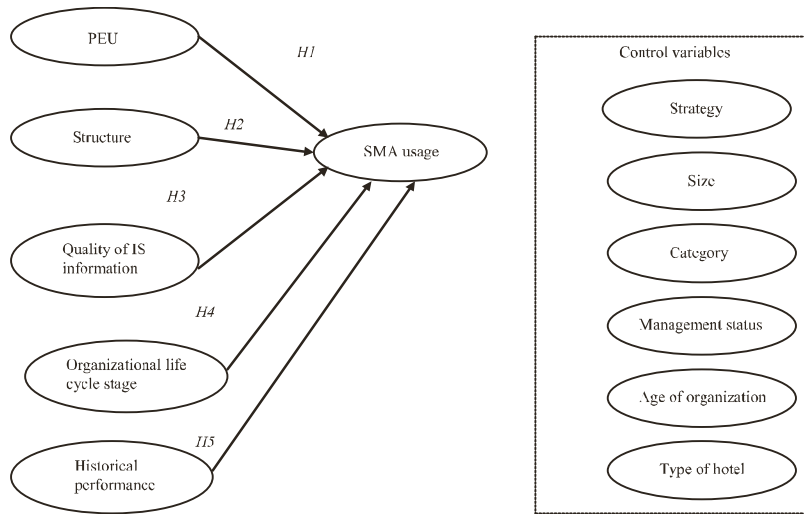 PEU
H1
Structure
H2
SMA usage
H3
Quality of IS
information
H4
Organizational life
cycle stage
H5
Historical
performance
Control variables
Strategy
Size
Category
Management status
Age of organization
Type of hotel